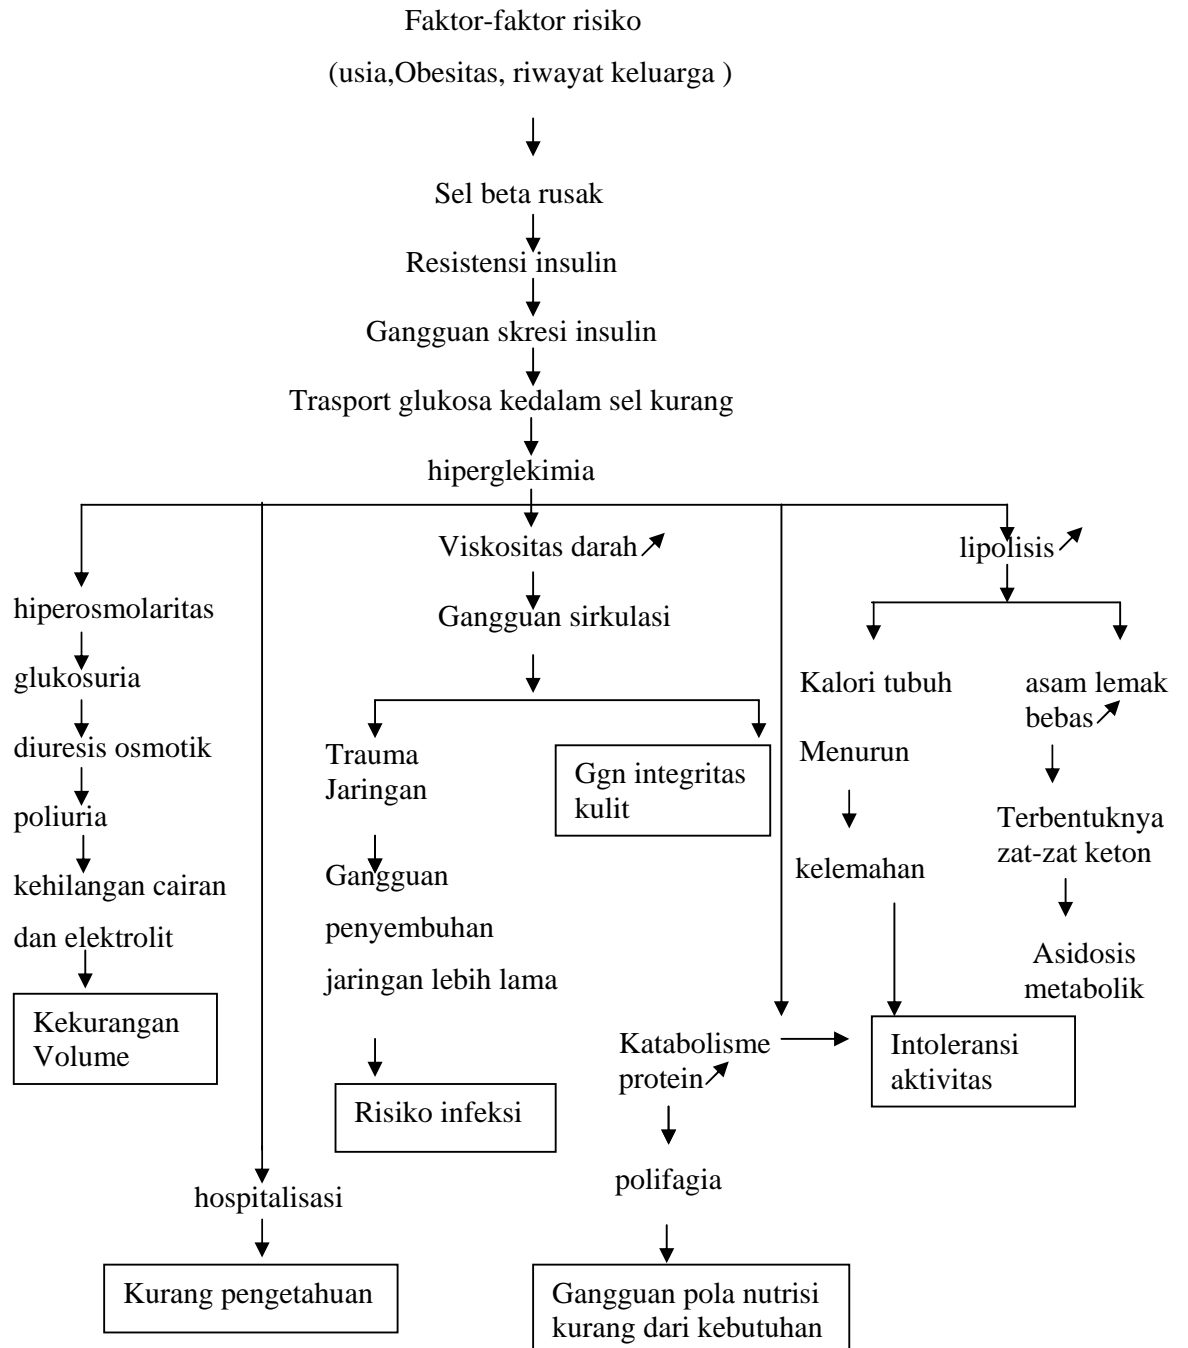 Faktor-faktor risiko
(usia,Obesitas, riwayat keluarga )
Sel beta rusak
Resistensi insulin
Gangguan skresi insulin
Trasport glukosa kedalam sel kurang
hiperglekimia
hiperosmolaritas
glukosuria
diuresis osmotik
poliuria
kehilangan cairan
dan elektrolit
Kekurangan
Volume
hospitalisasi
Kurang pengetahuan
Viskositas darah
Gangguan sirkulasi
Trauma
Jaringan
Gangguan
penyembuhan
jaringan lebih lama
Risiko infeksi
Ggn integritas
kulit
Katabolisme
protein
polifagia
Gangguan pola nutrisi
kurang dari kebutuhan
lipolisis
Kalori tubuh
Menurun
kelemahan
Intoleransi
aktivitas
asam lemak
bebas
Terbentuknya
zat-zat keton
Asidosis
metabolik